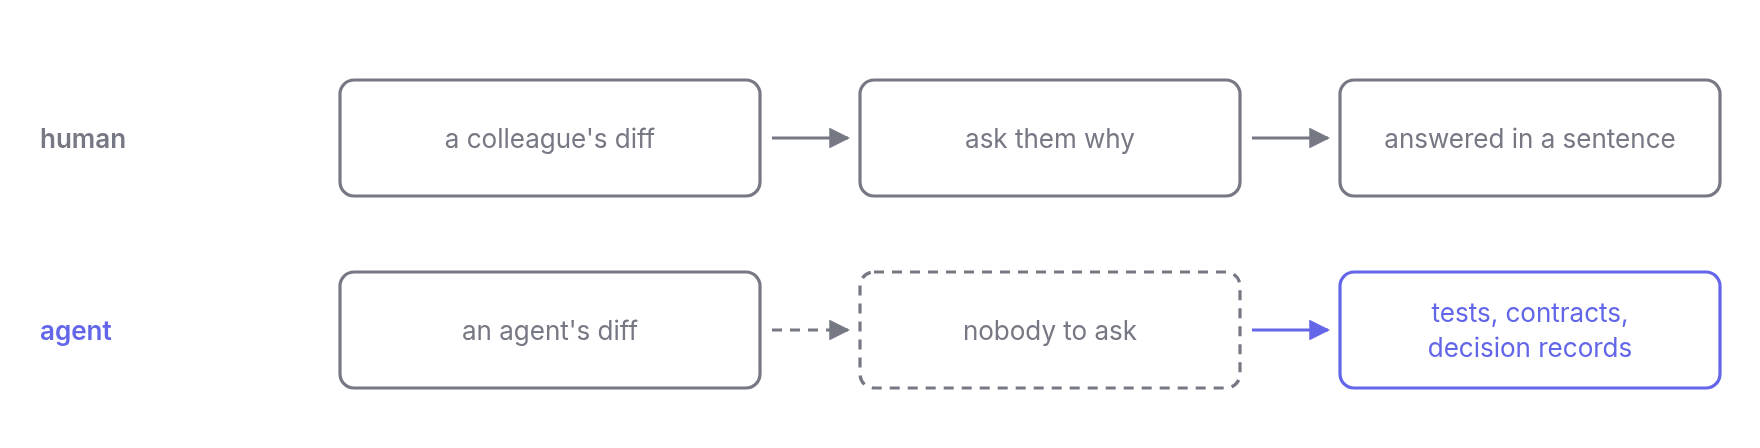 human
a colleague's diff
ask them why
answered in a sentence
agent
an agent's diff
nobody to ask
tests, contracts,
decision records